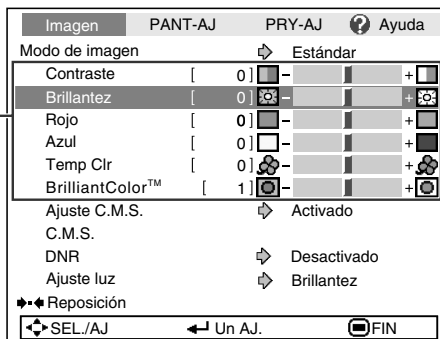 Imagen PANT-AJ PRY-AJ ? Ayuda
Modo de imagen Estándar
Contraste [ 0 ] - +
Brillantez [ 0 ] - +
Rojo [ 0 ] - +
Azul [ 0 ] - +
Temp Clr [ 0 ] - +
BrilliantColor™ [ 1 ] - +
Ajuste C.M.S. Activado
C.M.S.
DNR Desactivado
Ajuste luz Brillantez
Reposición
SEL./AJ Un AJ. FIN